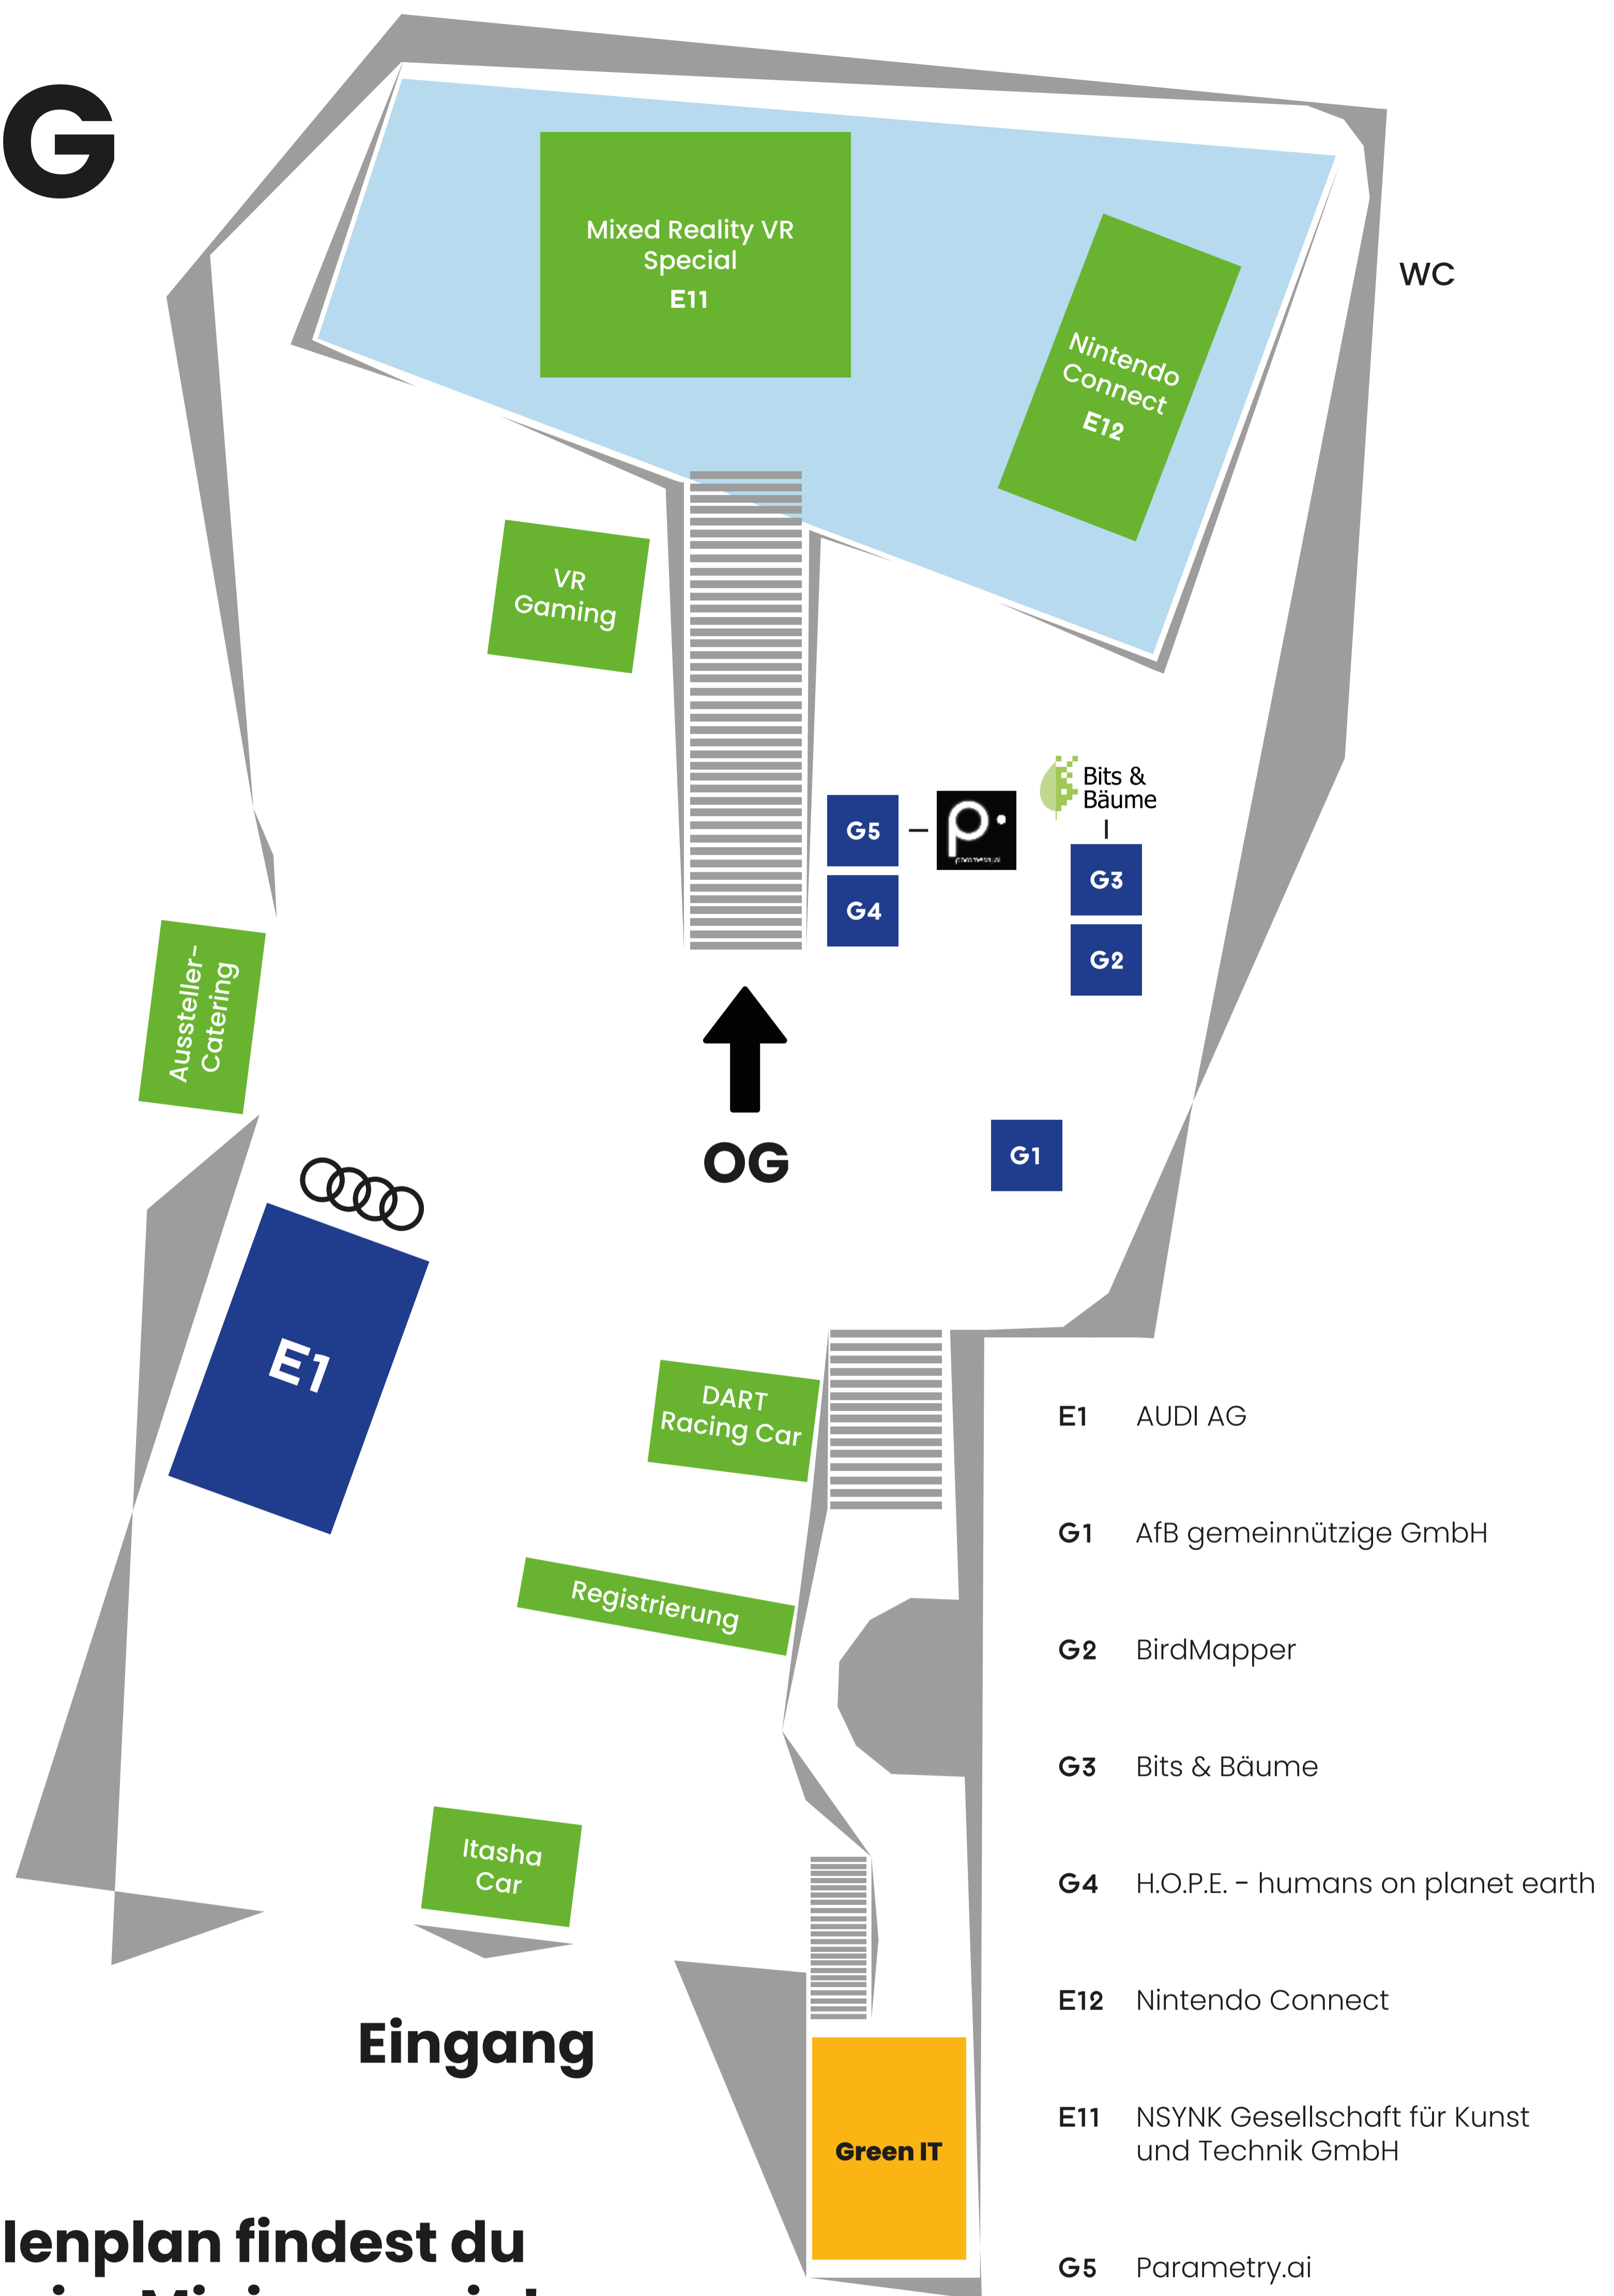 G
Mixed Reality VR
Special
E11
Nintendo
Connect
E12
WC
VR
Gaming
Bits &
Bäume
G5
parametry.ai
G3
G4
G2
Aussteller-
Catering
OG
G1
E1
DART
Racing Car
Registrierung
Itasha
Car
Eingang
Green IT
E1 AUDI AG
G1 AfB gemeinnützige GmbH
G2 BirdMapper
G3 Bits & Bäume
G4 H.O.P.E. - humans on planet earth
E12 Nintendo Connect
E11 NSYNK Gesellschaft für Kunst
und Technik GmbH
G5 Parametry.ai
lenplan findest du